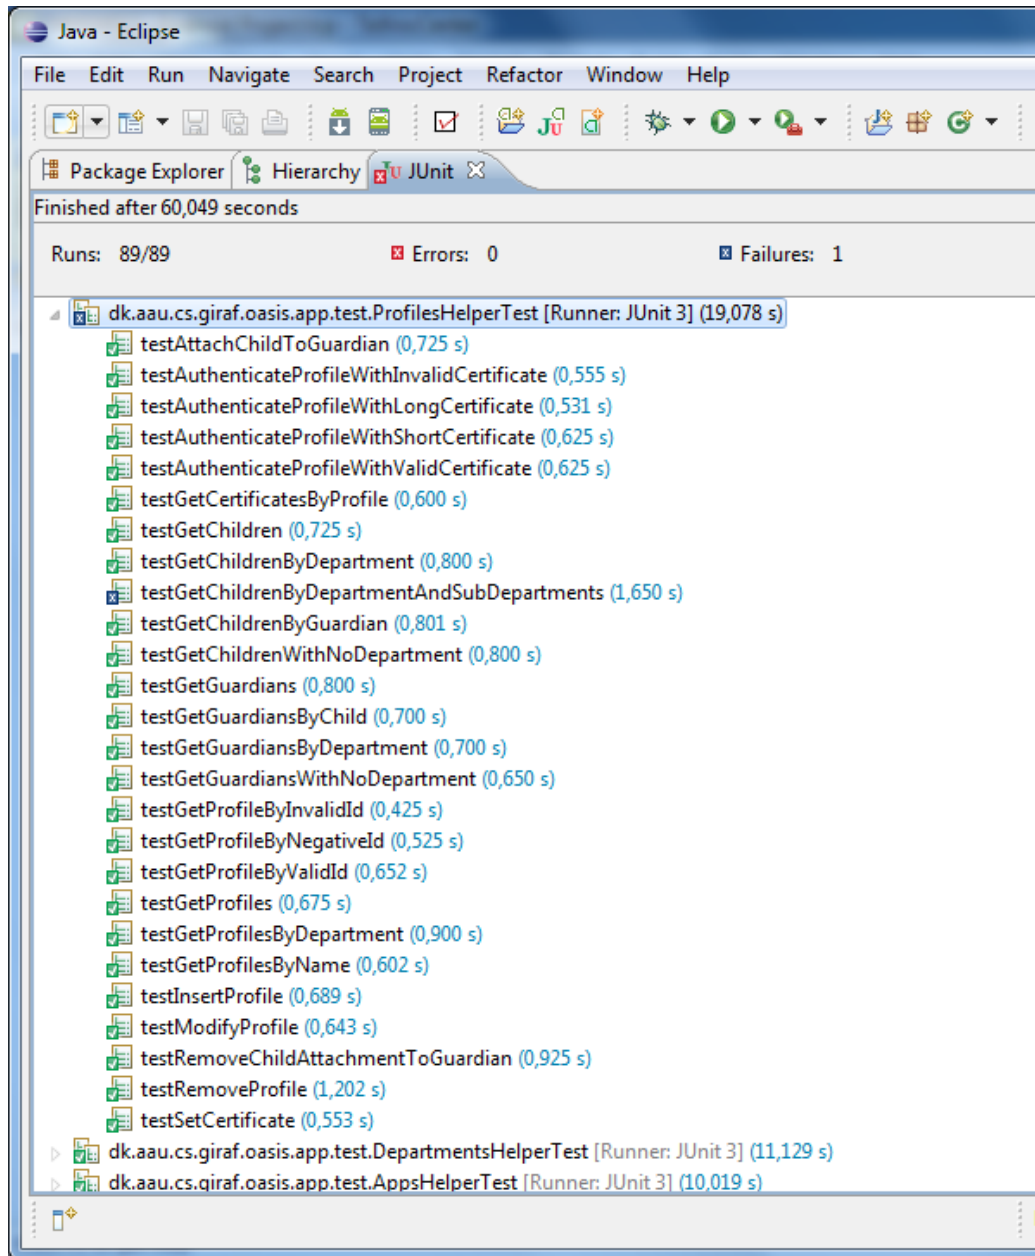 Java - Eclipse
File Edit Run Navigate Search Project Refactor Window Help
Package Explorer Hierarchy JUnit
Finished after 60,049 seconds
Runs: 89/89 Errors: 0 Failures: 1
dk.aau.cs.giraf.oasis.app.test.ProfilesHelperTest [Runner: JUnit 3] (19,078 s)
testAttachChildToGuardian (0,725 s)
testAuthenticateProfileWithInvalidCertificate (0,555 s)
testAuthenticateProfileWithLongCertificate (0,531 s)
testAuthenticateProfileWithShortCertificate (0,625 s)
testAuthenticateProfileWithValidCertificate (0,625 s)
testGetCertificatesByProfile (0,600 s)
testGetChildren (0,725 s)
testGetChildrenByDepartment (0,800 s)
testGetChildrenByDepartmentAndSubDepartments (1,650 s)
testGetChildrenByGuardian (0,801 s)
testGetChildrenWithNoDepartment (0,800 s)
testGetGuardians (0,800 s)
testGetGuardiansByChild (0,700 s)
testGetGuardiansByDepartment (0,700 s)
testGetGuardiansWithNoDepartment (0,650 s)
testGetProfileByInvalidId (0,425 s)
testGetProfileByNegativeId (0,525 s)
testGetProfileByValidId (0,652 s)
testGetProfiles (0,675 s)
testGetProfilesByDepartment (0,900 s)
testGetProfilesByName (0,602 s)
testInsertProfile (0,689 s)
testModifyProfile (0,643 s)
testRemoveChildAttachmentToGuardian (0,925 s)
testRemoveProfile (1,202 s)
testSetCertificate (0,553 s)
dk.aau.cs.giraf.oasis.app.test.DepartmentsHelperTest [Runner: JUnit 3] (11,129 s)
dk.aau.cs.giraf.oasis.app.test.AppsHelperTest [Runner: JUnit 3] (10,019 s)